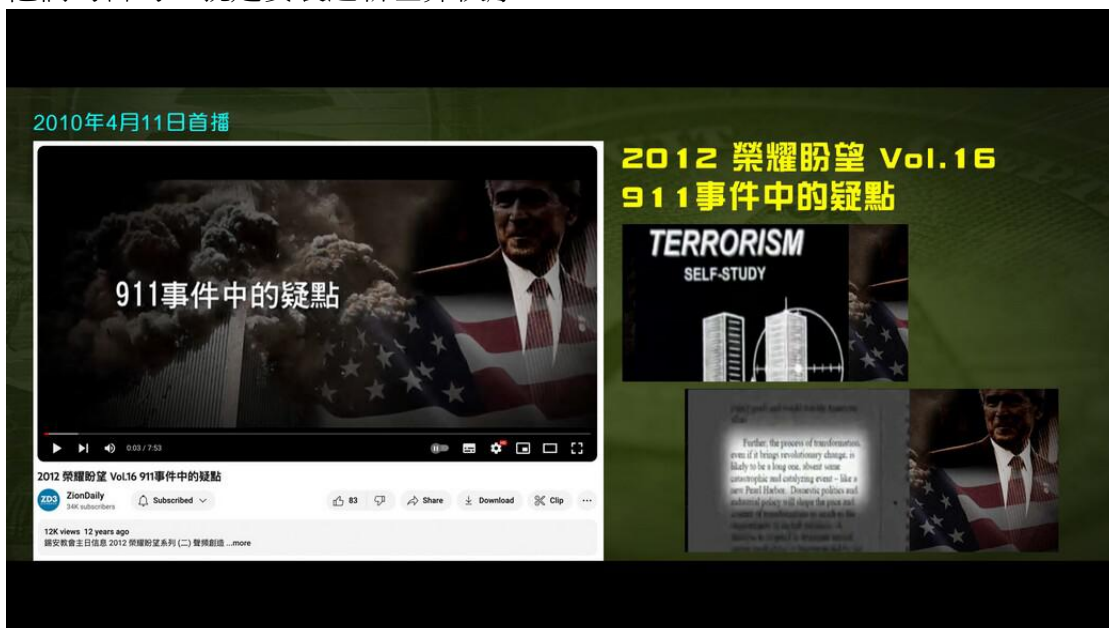 2010年4月11日首播
2012 榮耀盼望 Vol.16
911事件中的疑點
911事件中的疑點
TERRORISM
SELF-STUDY
Further, the process of transformation,
even if it brings revolutionary change, is
likely to be a long one, absent some
catastrophic and catalyzing event – like a
new Pearl Harbor. Domestic politics and
industrial policy will shape the pace and
0:03 / 7:53
2012 榮耀盼望 Vol.16 911事件中的疑點
ZD3
ZionDaily
34K subscribers
Subscribed
83
Share
Download
Clip
12K views 12 years ago
錫安教會主日信息 2012 榮耀盼望系列 (二) 聲頻創造 ...more